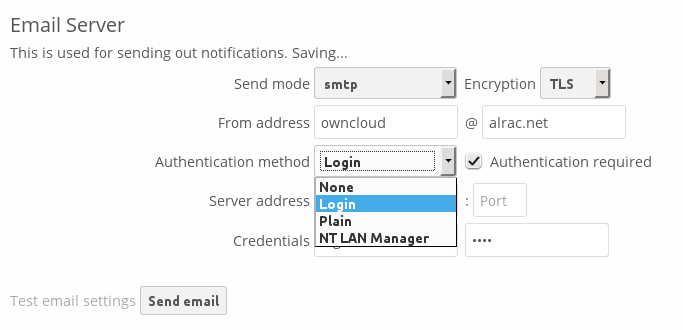 Email Server
This is used for sending out notifications. Saving...
Send mode smtp Encryption TLS
From address owncloud @ alrac.net
Authentication method Login Authentication required
None
Server address Login : Port
Plain
Credentials NT LAN Manager ••••
Test email settings Send email